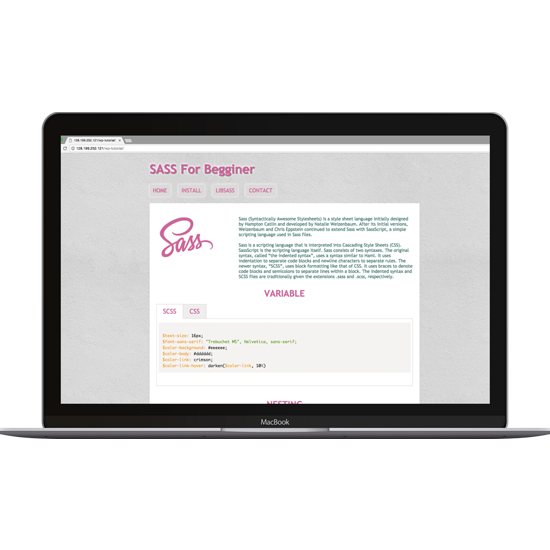 128.199.202.121/sw-tutorial/
128.199.202.121/sw-tutorial/
SASS For Begginer
HOME INSTALL LIBSASS CONTACT
Sass
Sass (Syntactically Awesome Stylesheets) is a style sheet language initially designed
by Hampton Catlin and developed by Natalie Weizenbaum. After its initial versions,
Weizenbaum and Chris Eppstein continued to extend Sass with SassScript, a simple
scripting language used in Sass files.
Sass is a scripting language that is interpreted into Cascading Style Sheets (CSS).
SassScript is the scripting language itself. Sass consists of two syntaxes. The original
syntax, called "the indented syntax", uses a syntax similar to Haml. It uses
indentation to separate code blocks and newline characters to separate rules. The
newer syntax, "SCSS", uses block formatting like that of CSS. It uses braces to denote
code blocks and semicolons to separate lines within a block. The indented syntax and
SCSS files are traditionally given the extensions .sass and .scss, respectively.
VARIABLE
SCSS CSS
$font-size: 16px;
$font-sans-serif: "Trebuchet MS", Helvetica, sans-serif;
$color-background: #eeeeee;
$color-body: #dddddd;
$color-link: crimson;
$color-link-hover: darken($color-link, 10%)
NESTING
MacBook